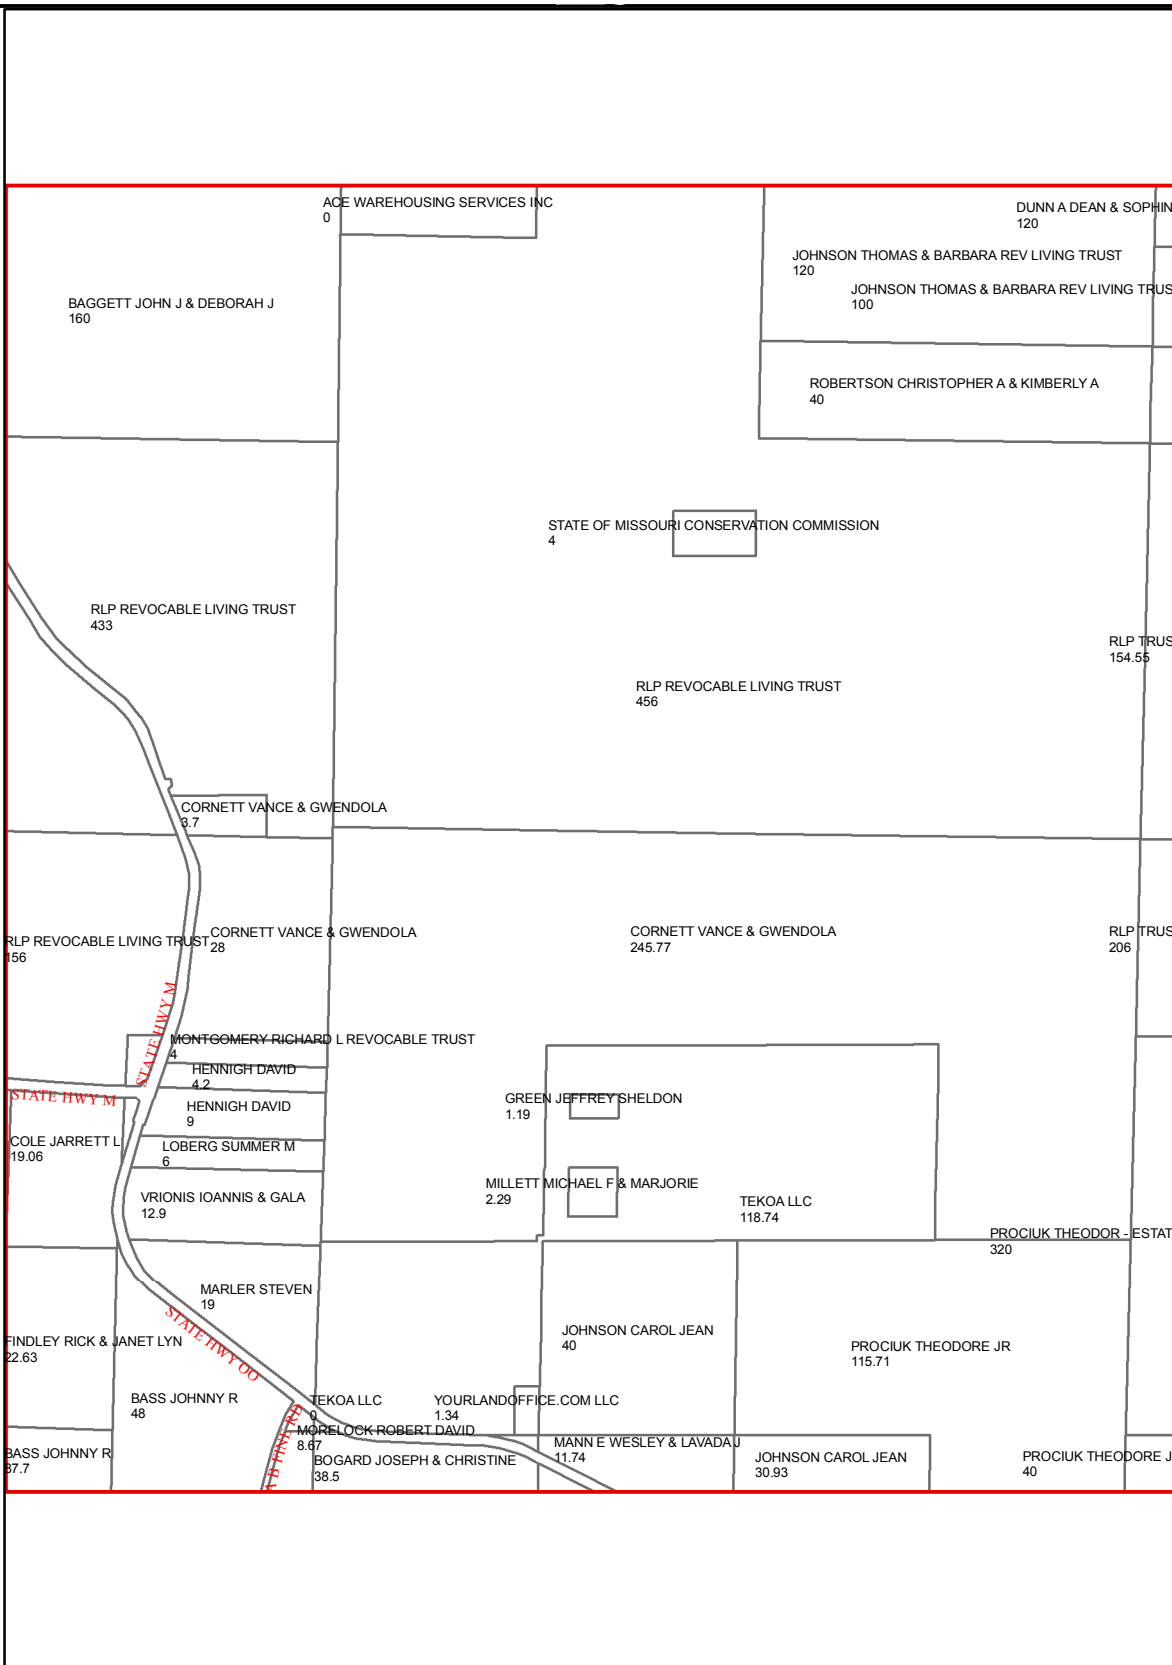 ACE WAREHOUSING SERVICES INC
0
DUNN A DEAN & SOPHIN
120
JOHNSON THOMAS & BARBARA REV LIVING TRUST
120
JOHNSON THOMAS & BARBARA REV LIVING TRUS
100
BAGGETT JOHN J & DEBORAH J
160
ROBERTSON CHRISTOPHER A & KIMBERLY A
40
STATE OF MISSOURI CONSERVATION COMMISSION
4
RLP REVOCABLE LIVING TRUST
433
RLP TRUS
154.55
RLP REVOCABLE LIVING TRUST
456
CORNETT VANCE & GWENDOLA
3.7
RLP REVOCABLE LIVING TRUST
156
CORNETT VANCE & GWENDOLA
28
CORNETT VANCE & GWENDOLA
245.77
RLP TRUS
206
STATE HWY M
MONTGOMERY RICHARD L REVOCABLE TRUST
4
HENNIGH DAVID
4.2
STATE HWY M
HENNIGH DAVID
9
GREEN JEFFREY SHELDON
1.19
COLE JARRETT L
19.06
LOBERG SUMMER M
6
VRIONIS IOANNIS & GALA
12.9
MILLETT MICHAEL F & MARJORIE
2.29
TEKOA LLC
118.74
PROCIUK THEODOR - ESTAT
320
MARLER STEVEN
19
STATE HWY OO
FINDLEY RICK & JANET LYN
22.63
JOHNSON CAROL JEAN
40
PROCIUK THEODORE JR
115.71
BASS JOHNNY R
48
TEKOA LLC
0
YOURLANDOFFICE.COM LLC
1.34
A B PINE RD
MORELOCK ROBERT DAVID
8.67
BASS JOHNNY R
37.7
BOGARD JOSEPH & CHRISTINE
38.5
MANN E WESLEY & LAVADA J
11.74
JOHNSON CAROL JEAN
30.93
PROCIUK THEODORE J
40